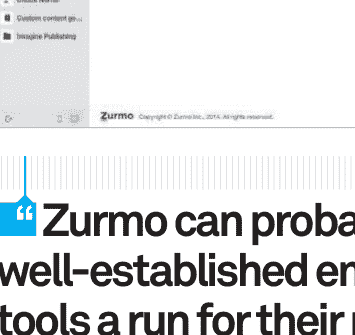 Custom content ge...
Imagine Publishing
Zurmo Copyright © Zurmo Inc., 2014. All rights reserved.
“ Zurmo can proba
well-established en
tools a run for their